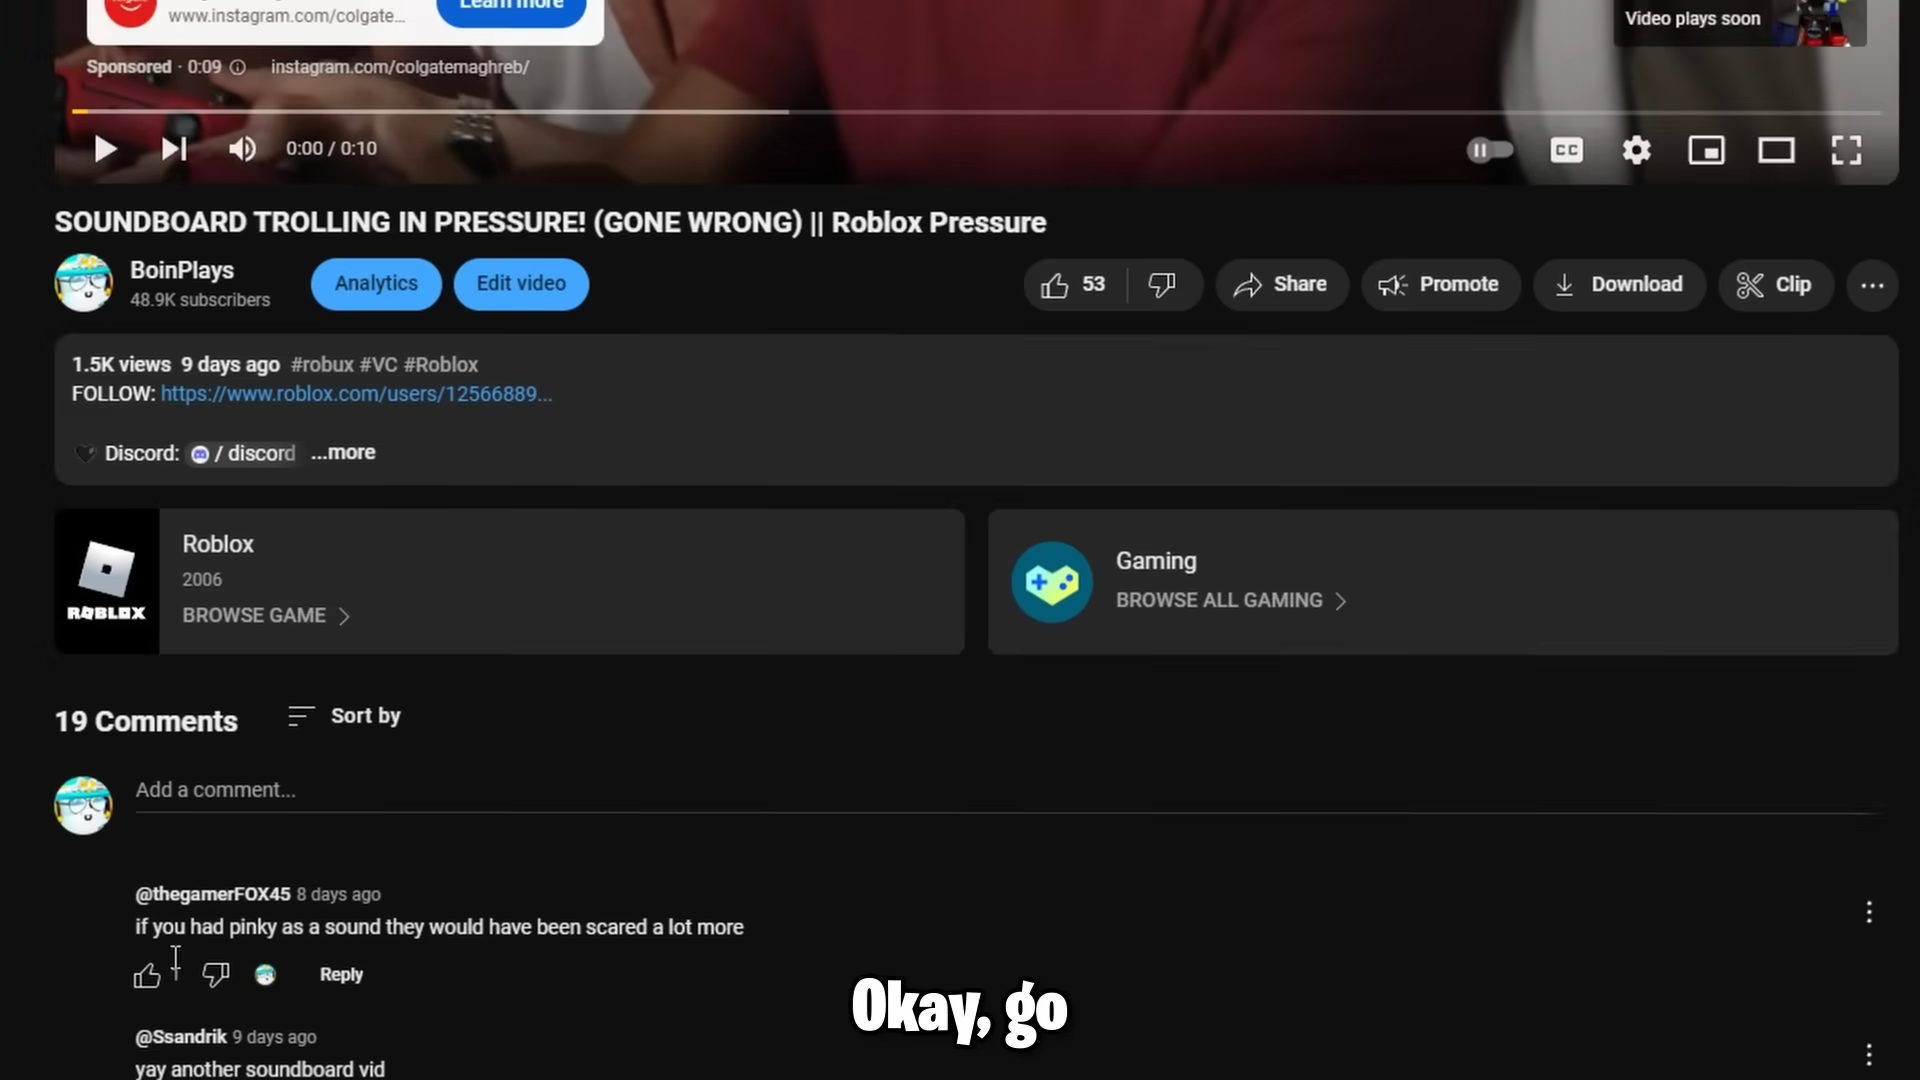 www.instagram.com/colgate...
Learn more
Video plays soon
Sponsored · 0:09
instagram.com/colgatemaghreb/
0:00 / 0:10
CC
SOUNDBOARD TROLLING IN PRESSURE! (GONE WRONG) || Roblox Pressure
BoinPlays
48.9K subscribers
Analytics
Edit video
53
Share
Promote
Download
Clip
1.5K views 9 days ago #robux #VC #Roblox
FOLLOW: https://www.roblox.com/users/12566889...
Discord: / discord ...more
Roblox
2006
BROWSE GAME
ROBLOX
Gaming
BROWSE ALL GAMING
19 Comments
Sort by
Add a comment...
@thegamerFOX45 8 days ago
if you had pinky as a sound they would have been scared a lot more
Reply
Okay, go
@Ssandrik 9 days ago
yay another soundboard vid